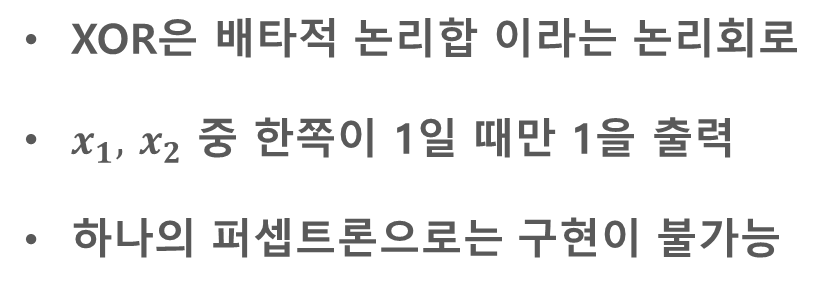 • XOR은 배타적 논리합 이라는 논리회로
• x₁, x₂ 중 한쪽이 1일 때만 1을 출력
• 하나의 퍼셉트론으로는 구현이 불가능